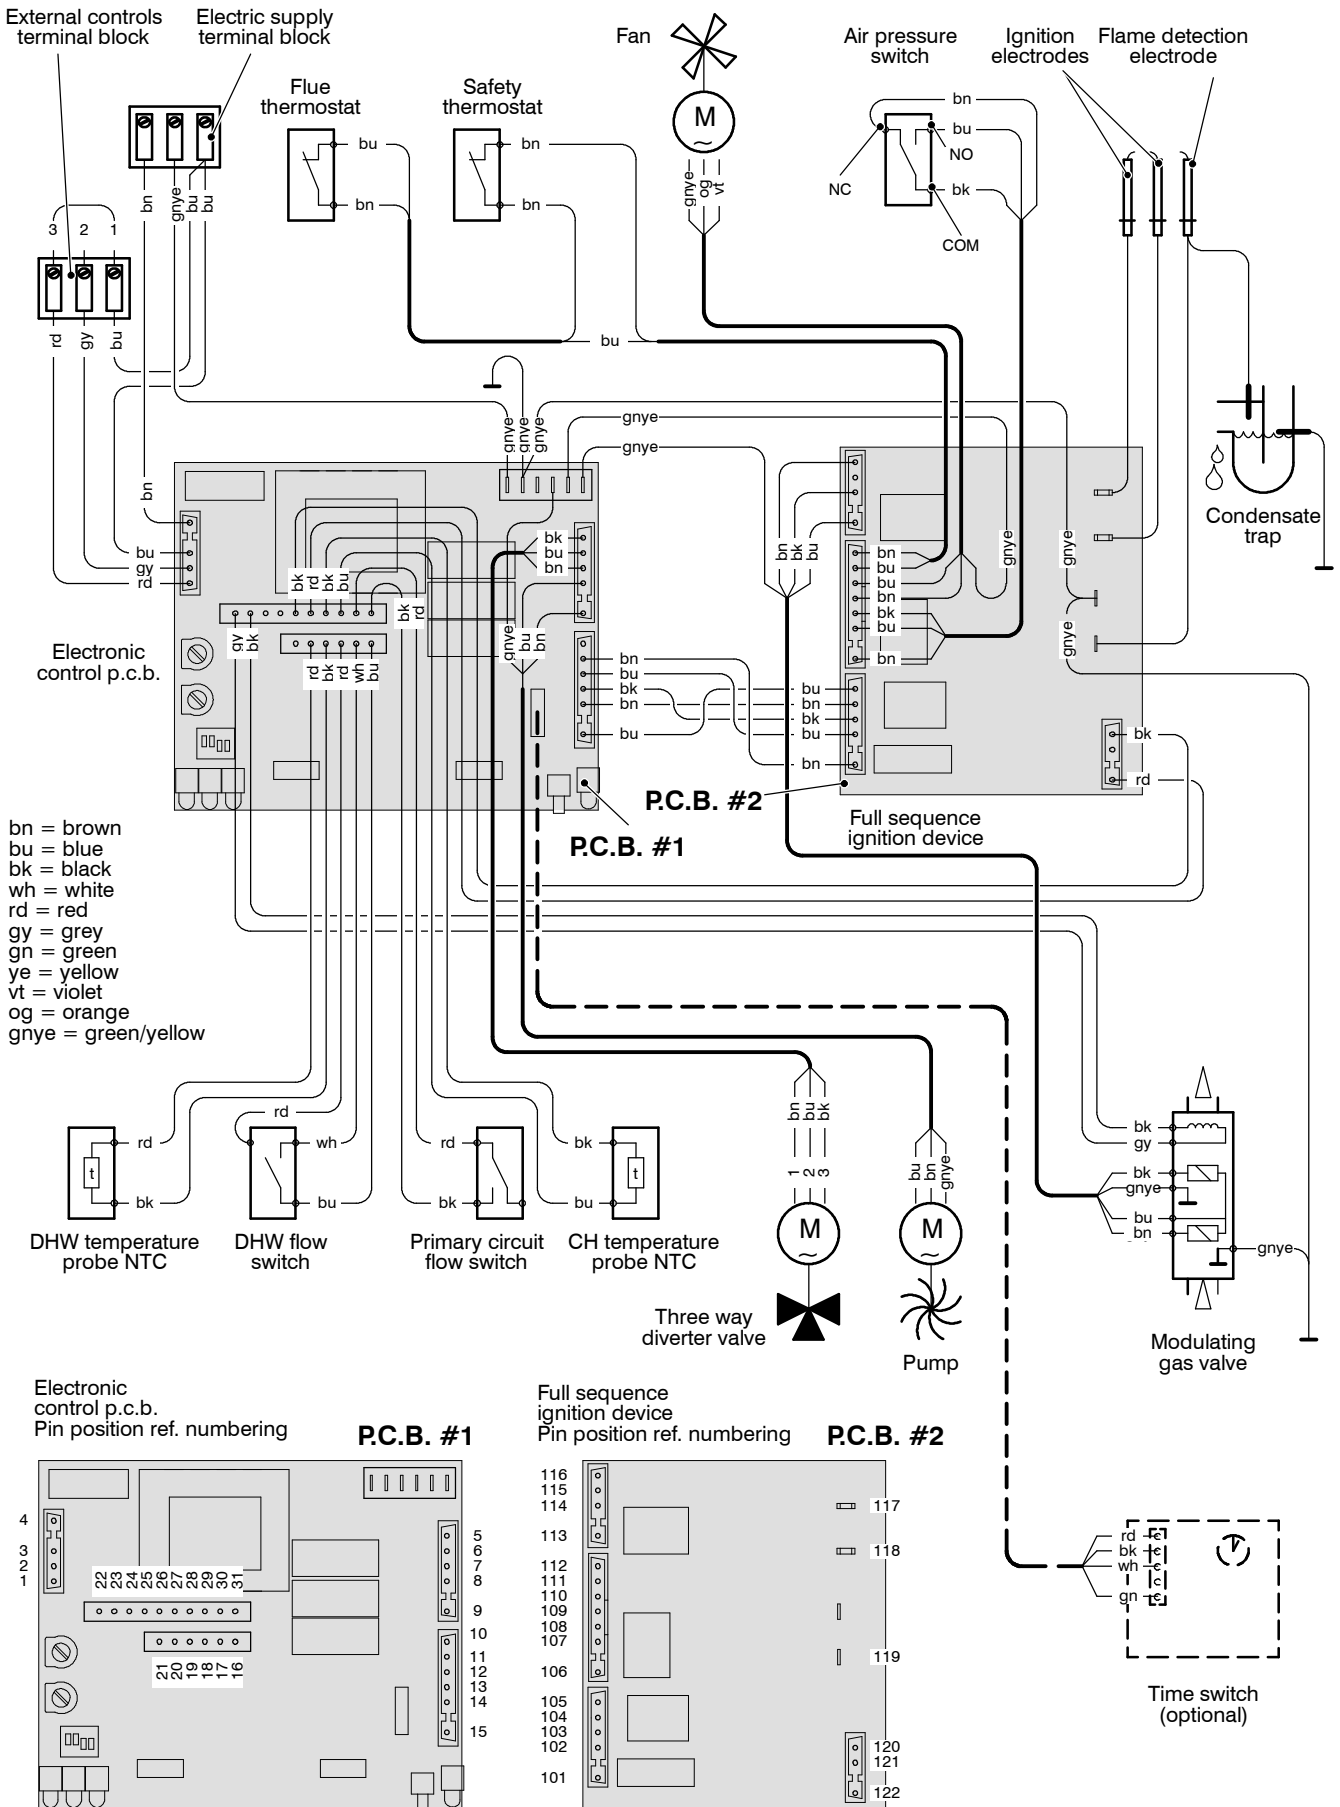 External controls
terminal block
Electric supply
terminal block
Fan
Air pressure
switch
Ignition
electrodes
Flame detection
electrode
Flue
thermostat
Safety
thermostat
M
~
bu
bn
bn
bn
bn
bu
bk
NO
NC
COM
gnye
og
vt
bn
gnye
bu
bu
3 2 1
rd
gy
bu
bu
gnye
gnye
gnye
gnye
gnye
bn
bu
gy
rd
bk
rd
bk
bu
bk
rd
bk
bu
bn
gnye
bu
bn
gy
bk
rd
bk
rd
wh
bu
bn
bk
bu
bn
bu
bu
bn
bk
bu
bn
gnye
gnye
gnye
Condensate
trap
Electronic
control p.c.b.
bn
bu
bk
bn
bu
bu
bn
bk
bu
bn
bk
rd
P.C.B. #2
P.C.B. #1
Full sequence
ignition device
bn = brown
bu = blue
bk = black
wh = white
rd = red
gy = grey
gn = green
ye = yellow
vt = violet
og = orange
gnye = green/yellow
rd
bk
t
rd
wh
bu
rd
bk
bk
bu
t
DHW temperature
probe NTC
DHW flow
switch
Primary circuit
flow switch
CH temperature
probe NTC
bn
bu
bk
1
2
3
M
~
Three way
diverter valve
bu
bn
gnye
M
~
Pump
bk
gy
bk
gnye
bu
bn
gnye
Modulating
gas valve
Electronic
control p.c.b.
Pin position ref. numbering
P.C.B. #1
4
3
2
1
22 23 24 25 26 27 28 29 30 31
21 20 19 18 17 16
5
6
7
8
9
10
11
12
13
14
15
Full sequence
ignition device
Pin position ref. numbering
P.C.B. #2
116
115
114
113
112
111
110
109
108
107
106
105
104
103
102
101
117
118
119
120
121
122
rd
bk
wh
gn
Time switch
(optional)